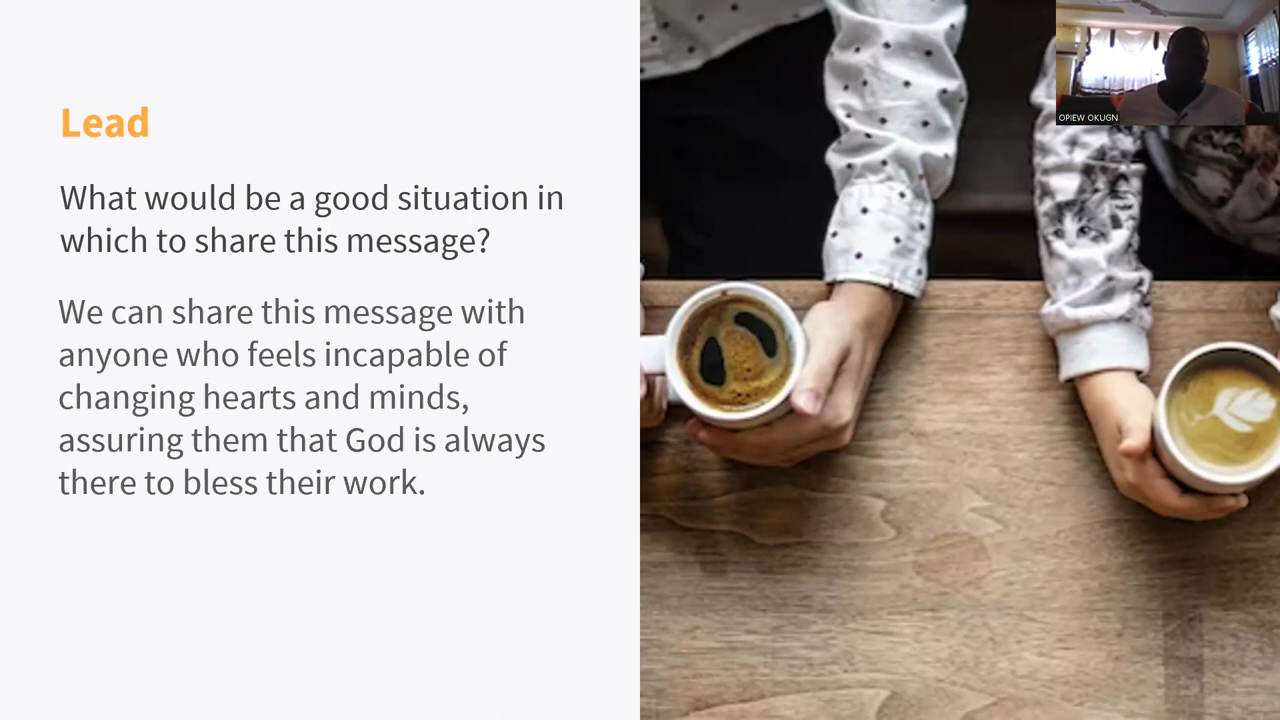 Lead
What would be a good situation in
which to share this message?
We can share this message with
anyone who feels incapable of
changing hearts and minds,
assuring them that God is always
there to bless their work.
OPIEW OKUGN